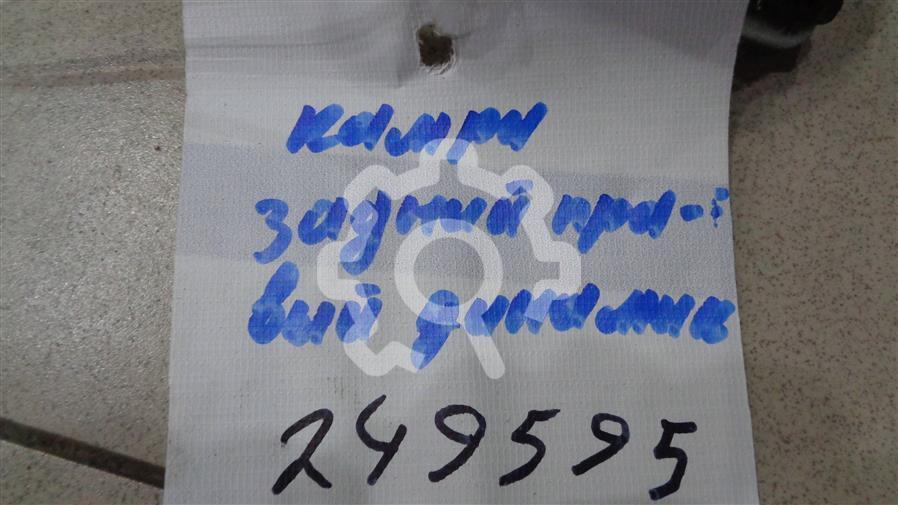 камри
задний пра-
вый динамик
249595